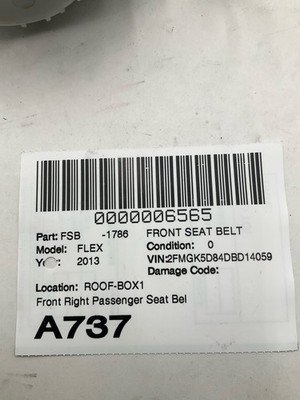 0000006565
Part: FSB -1786 FRONT SEAT BELT
Model: FLEX Condition: 0
Year: 2013 VIN:2FMGK5D84DBD14059
Damage Code:
Location: ROOF-BOX1
Front Right Passenger Seat Bel
A737